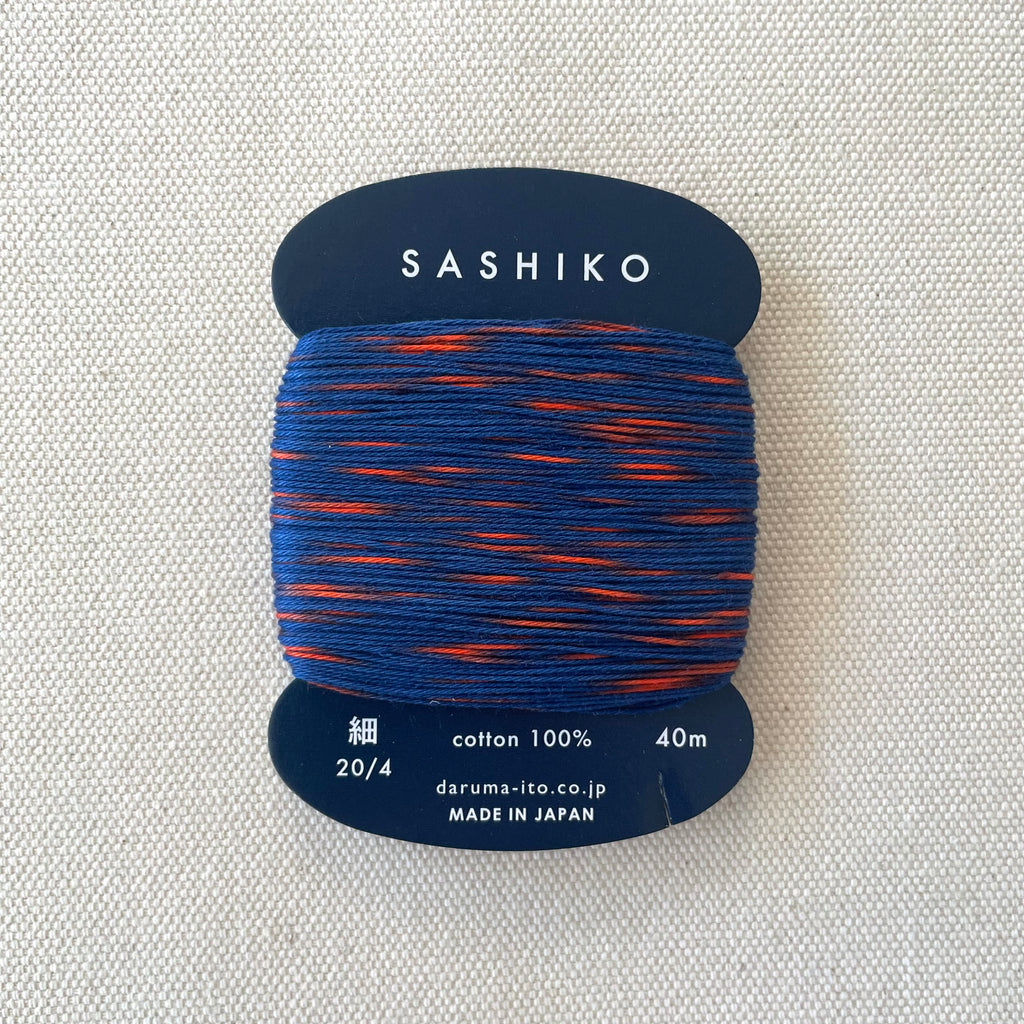 SASHIKO
細 cotton 100% 40m
20/4
daruma-ito.co.jp
MADE IN JAPAN